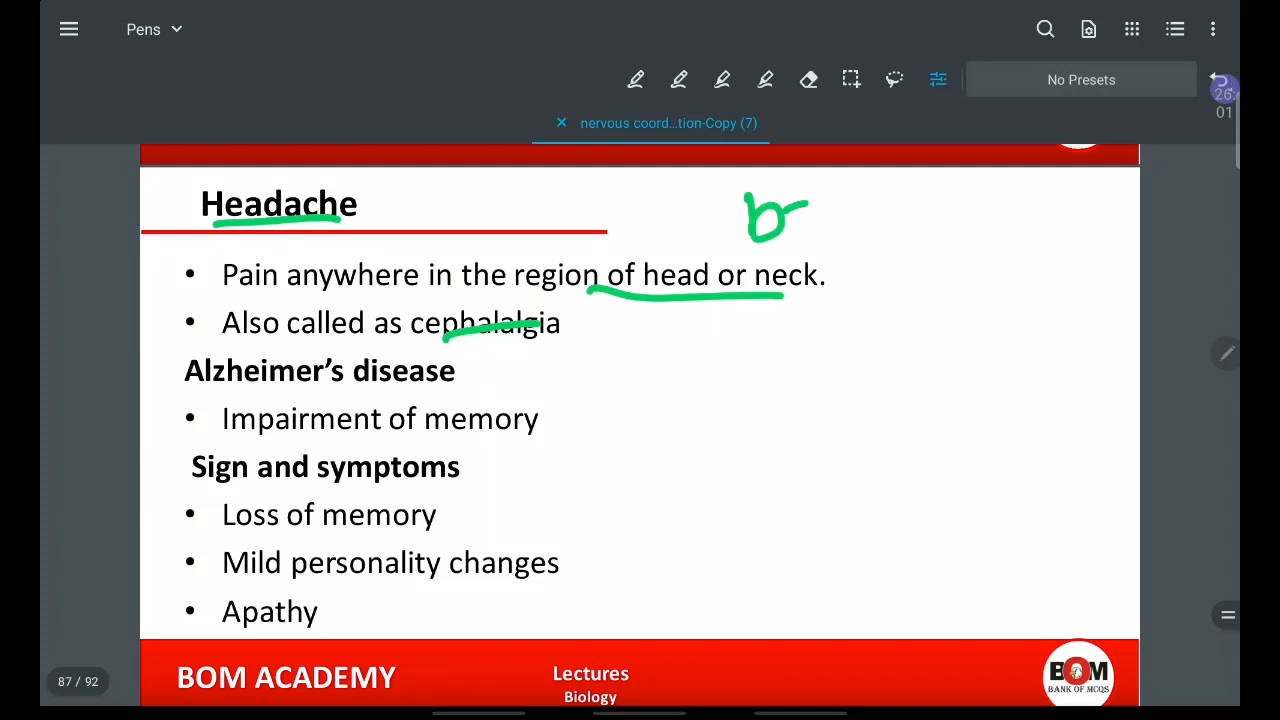 Pens
No Presets
26:
01
nervous coord...tion-Copy (7)
Headache
b
• Pain anywhere in the region of head or neck.
• Also called as cephalalgia
Alzheimer’s disease
• Impairment of memory
Sign and symptoms
• Loss of memory
• Mild personality changes
• Apathy
87 / 92
BOM ACADEMY
Lectures
Biology
BOM
BANK OF MCQS